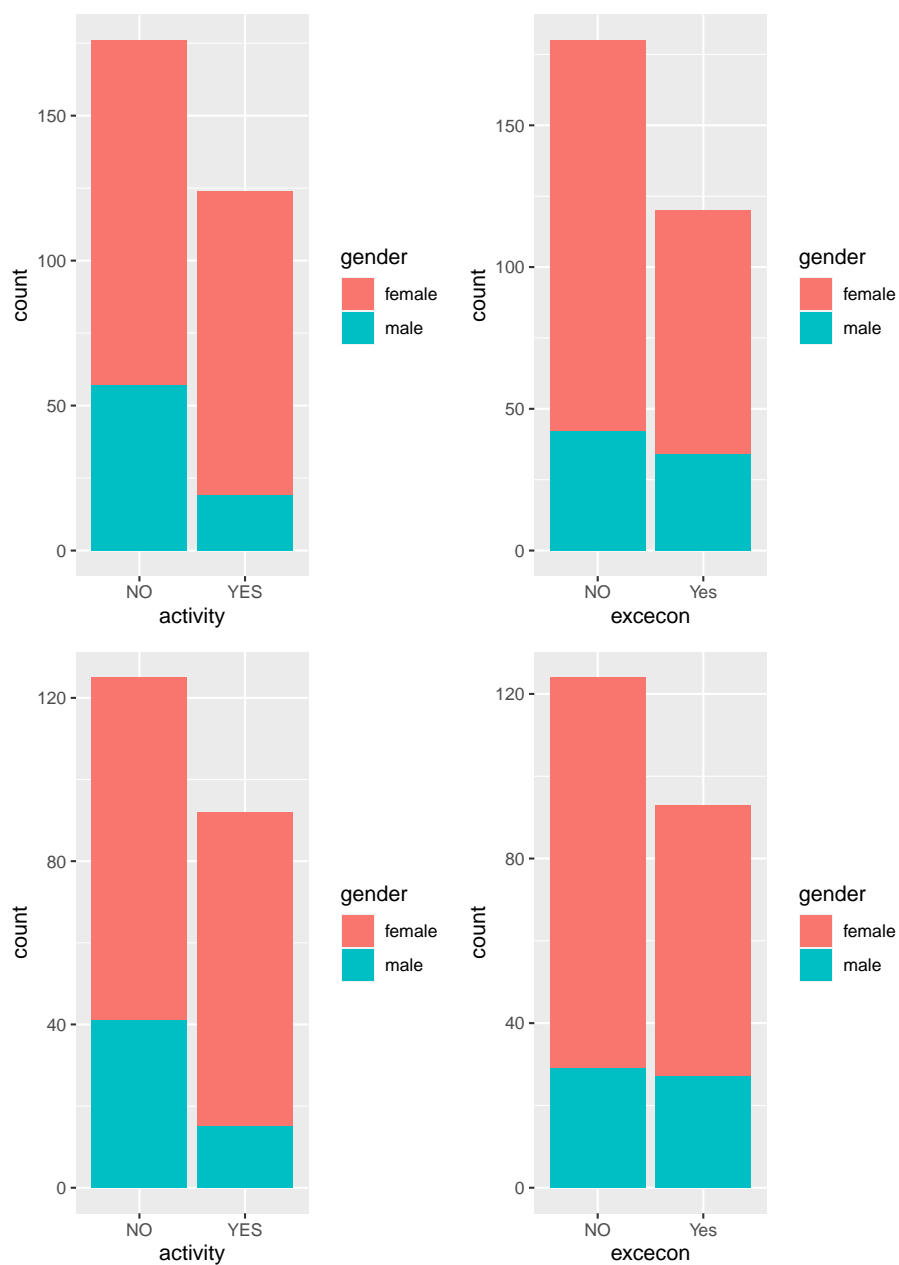 150
100
50
0
count
NO YES
activity
gender
female
male
150
100
50
0
count
NO Yes
excecon
gender
female
male
120
80
40
0
count
NO YES
activity
gender
female
male
120
80
40
0
count
NO Yes
excecon
gender
female
male